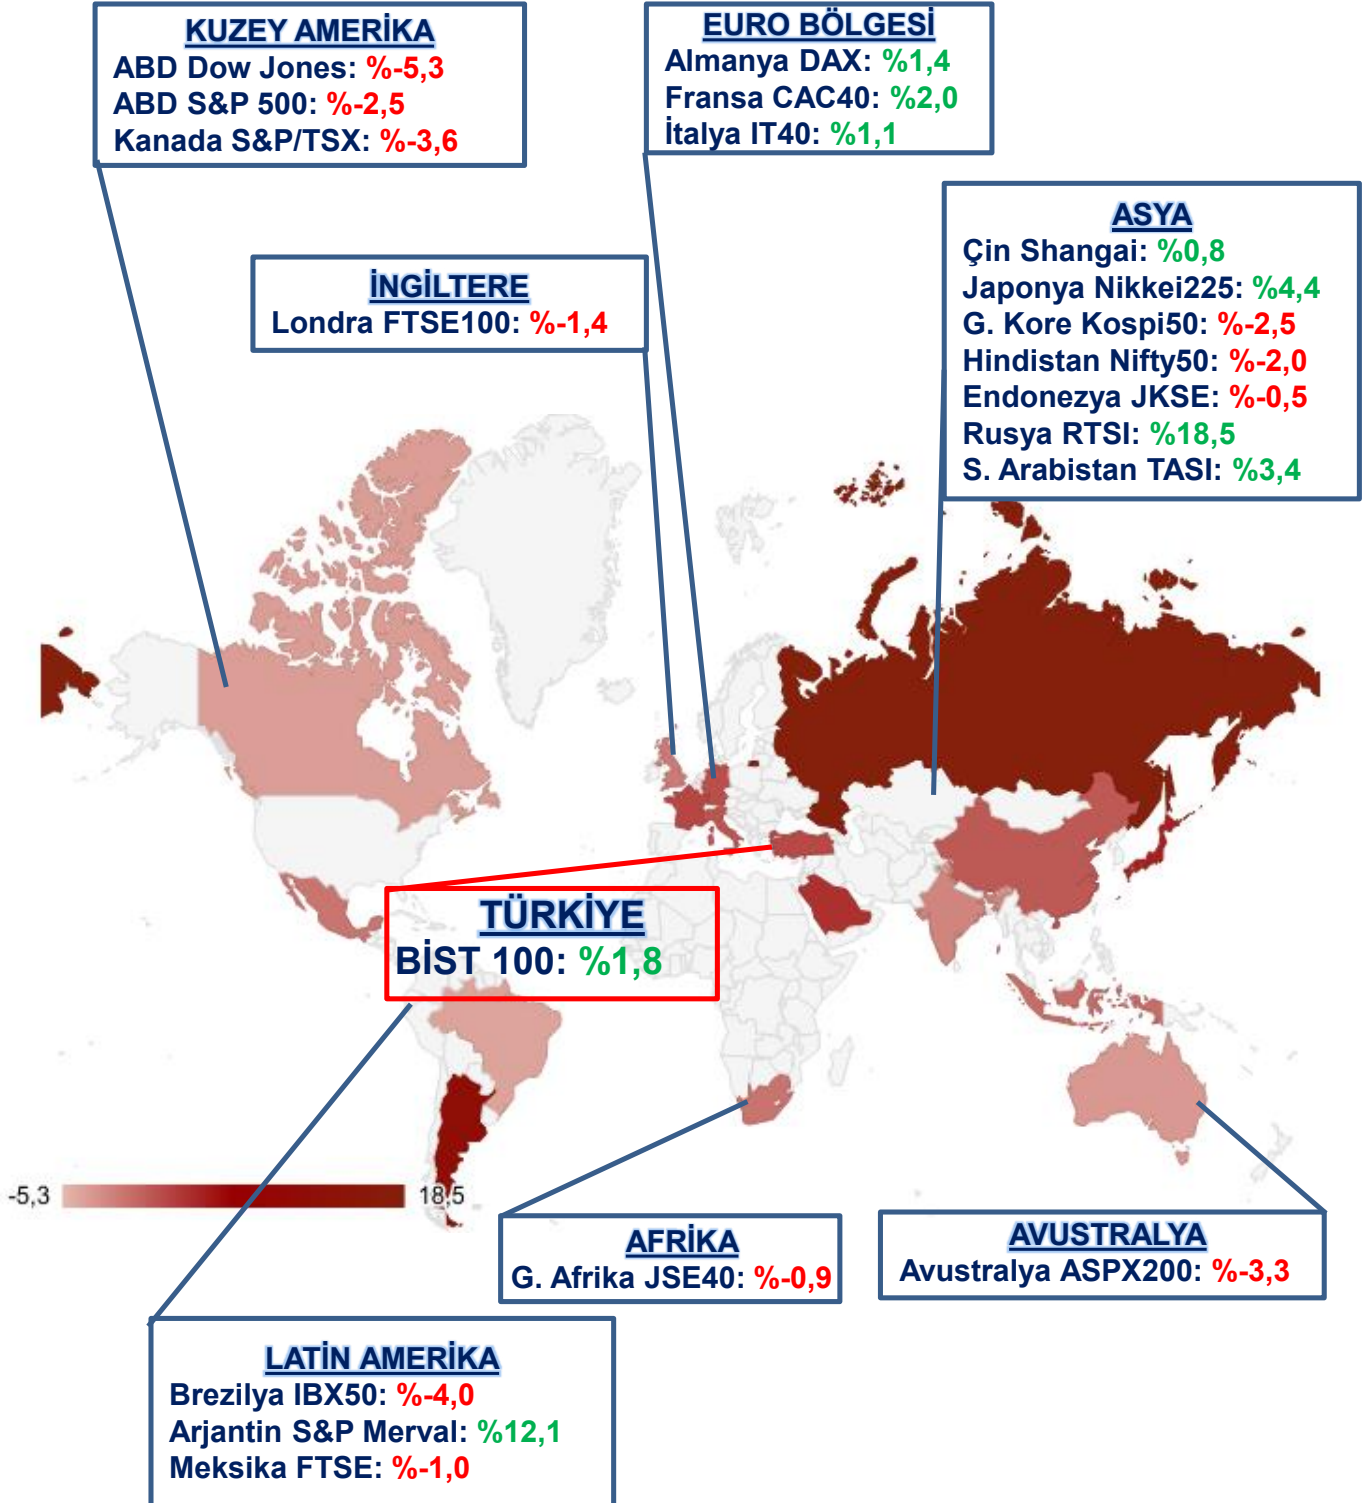 KUZEY AMERİKA
ABD Dow Jones: %-5,3
ABD S&P 500: %-2,5
Kanada S&P/TSX: %-3,6
EURO BÖLGESİ
Almanya DAX: %1,4
Fransa CAC40: %2,0
İtalya IT40: %1,1
ASYA
Çin Shangai: %0,8
Japonya Nikkei225: %4,4
G. Kore Kospi50: %-2,5
Hindistan Nifty50: %-2,0
Endonezya JKSE: %-0,5
Rusya RTSI: %18,5
S. Arabistan TASI: %3,4
İNGİLTERE
Londra FTSE100: %-1,4
TÜRKİYE
BİST 100: %1,8
-5,3
18,5
AFRİKA
G. Afrika JSE40: %-0,9
AVUSTRALYA
Avustralya ASPX200: %-3,3
LATİN AMERİKA
Brezilya IBX50: %-4,0
Arjantin S&P Merval: %12,1
Meksika FTSE: %-1,0